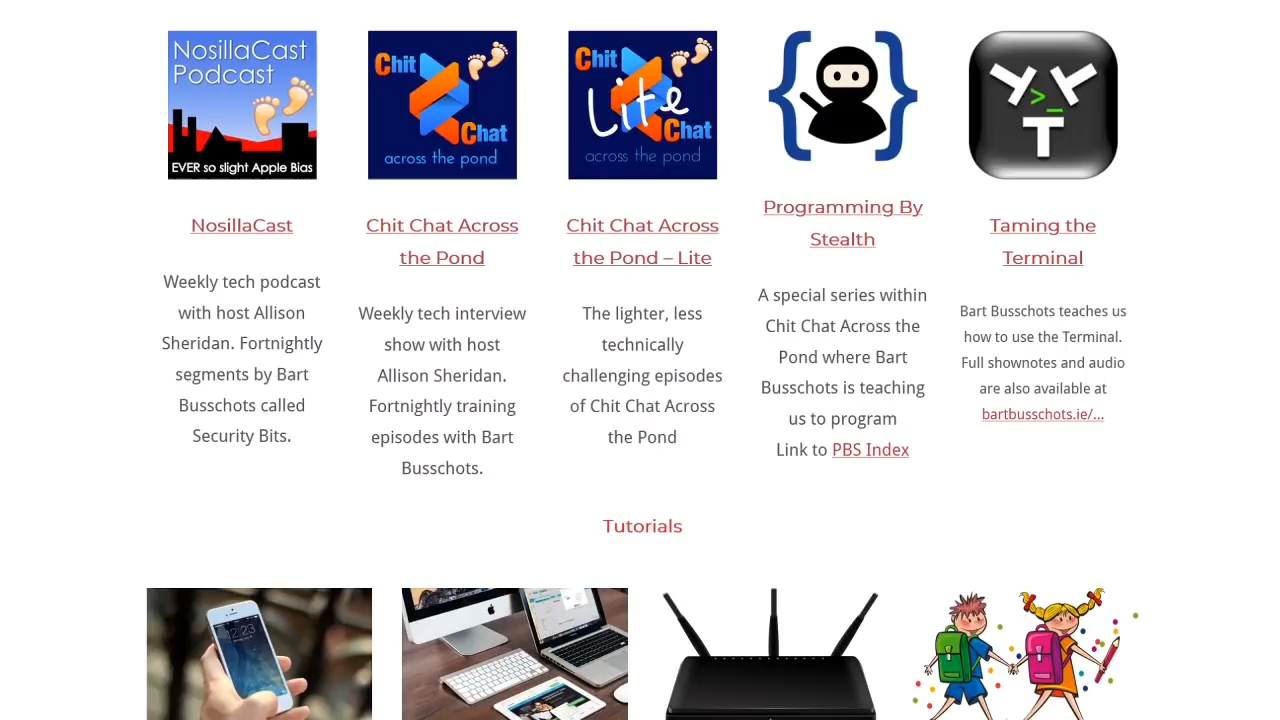 NosillaCast
Podcast
EVER so slight Apple Bias
Chit
Chat
across the pond
Chit
Lite
Chat
across the pond
>_
T
NosillaCast
Weekly tech podcast
with host Allison
Sheridan. Fortnightly
segments by Bart
Busschots called
Security Bits.
Chit Chat Across
the Pond
Weekly tech interview
show with host
Allison Sheridan.
Fortnightly training
episodes with Bart
Busschots.
Chit Chat Across
the Pond – Lite
The lighter, less
technically
challenging episodes
of Chit Chat Across
the Pond
Programming By
Stealth
A special series within
Chit Chat Across the
Pond where Bart
Busschots is teaching
us to program
Link to PBS Index
Taming the
Terminal
Bart Busschots teaches us
how to use the Terminal.
Full shownotes and audio
are also available at
bartbusschots.ie/...
Tutorials
12:23